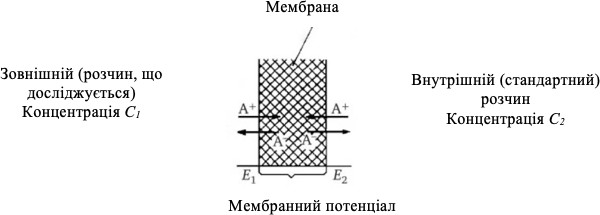 Мембрана
Зовнішній (розчин, що
досліджується)
Концентрація C₁
Внутрішній (стандартний)
розчин
Концентрація C₂
A⁺ A⁺
A⁻ A⁻
E₁ E₂
Мембранний потенціал